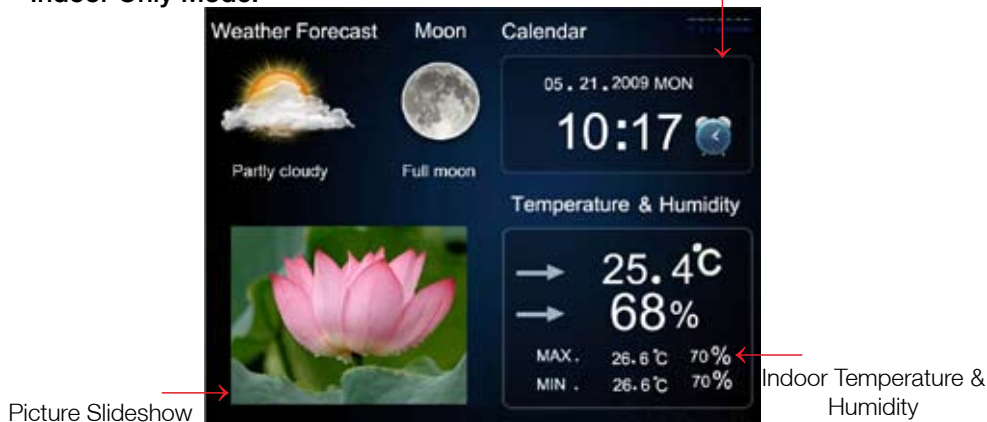 Indoor Only Mode:
Weather Forecast Moon Calendar
05.21.2009 MON
10:17
Partly cloudy Full moon
Temperature & Humidity
25.4°C
68%
MAX. 26.6°C 70%
MIN. 26.6°C 70%
Picture Slideshow
Indoor Temperature &
Humidity